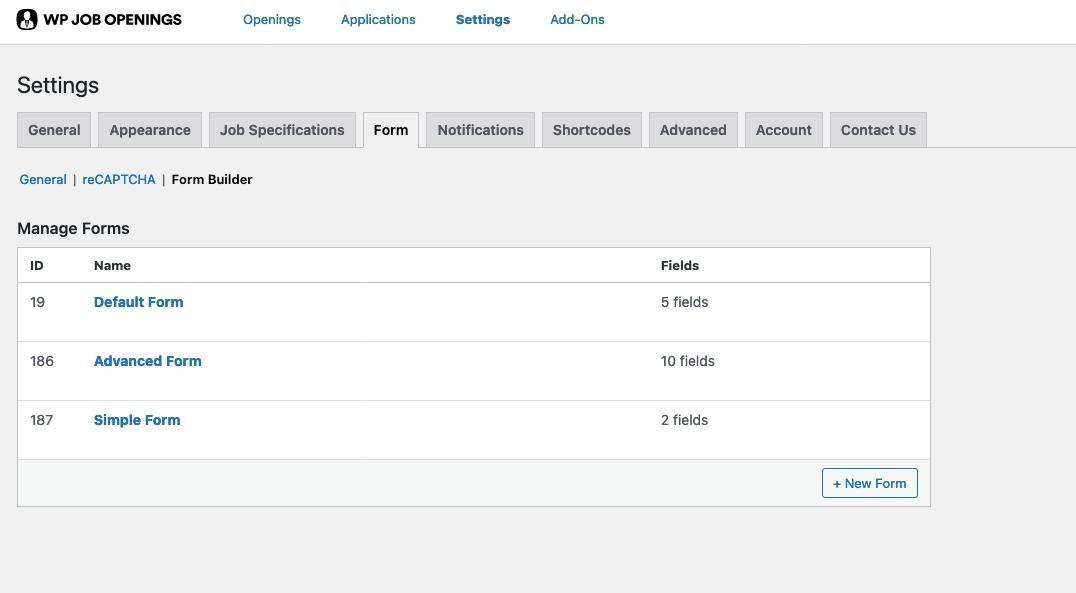 WP JOB OPENINGS Openings Applications Settings Add-Ons
Settings
General Appearance Job Specifications Form Notifications Shortcodes Advanced Account Contact Us
General | reCAPTCHA | Form Builder
Manage Forms
ID Name Fields
19 Default Form 5 fields
186 Advanced Form 10 fields
187 Simple Form 2 fields
+ New Form